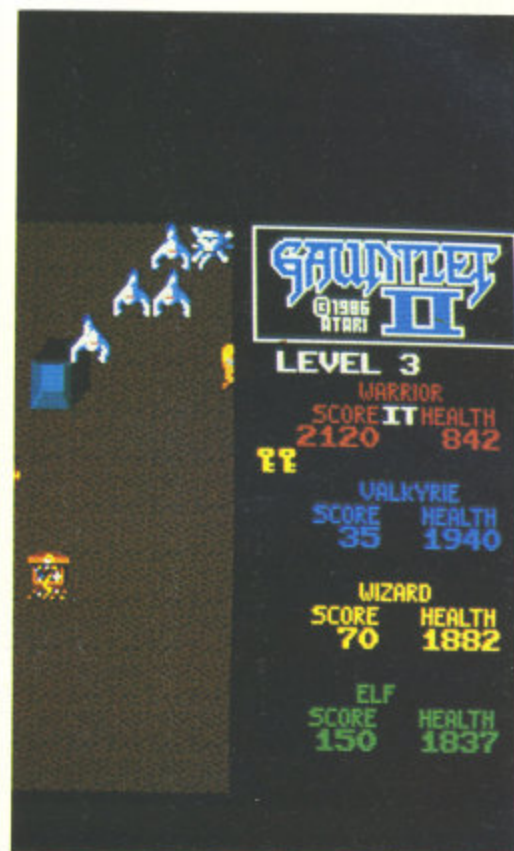 GAUNTLET
II
©1986
ATARI
LEVEL 3
WARRIOR
SCORE IT HEALTH
2120 842
VALKYRIE
SCORE HEALTH
35 1940
WIZARD
SCORE HEALTH
70 1882
ELF
SCORE HEALTH
150 1837